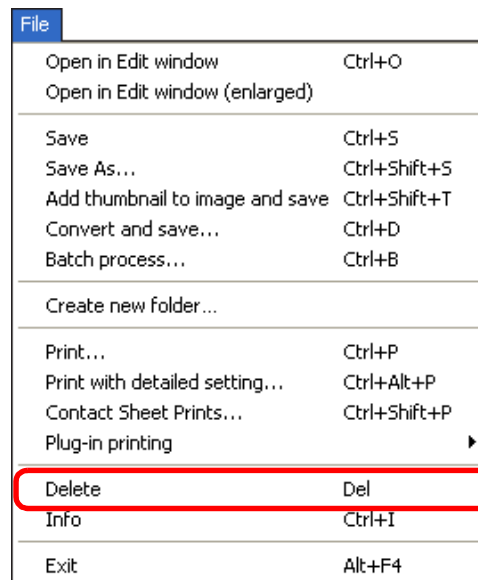 File
Open in Edit window Ctrl+O
Open in Edit window (enlarged)
Save Ctrl+S
Save As... Ctrl+Shift+S
Add thumbnail to image and save Ctrl+Shift+T
Convert and save... Ctrl+D
Batch process... Ctrl+B
Create new folder...
Print... Ctrl+P
Print with detailed setting... Ctrl+Alt+P
Contact Sheet Prints... Ctrl+Shift+P
Plug-in printing
Delete Del
Info Ctrl+I
Exit Alt+F4